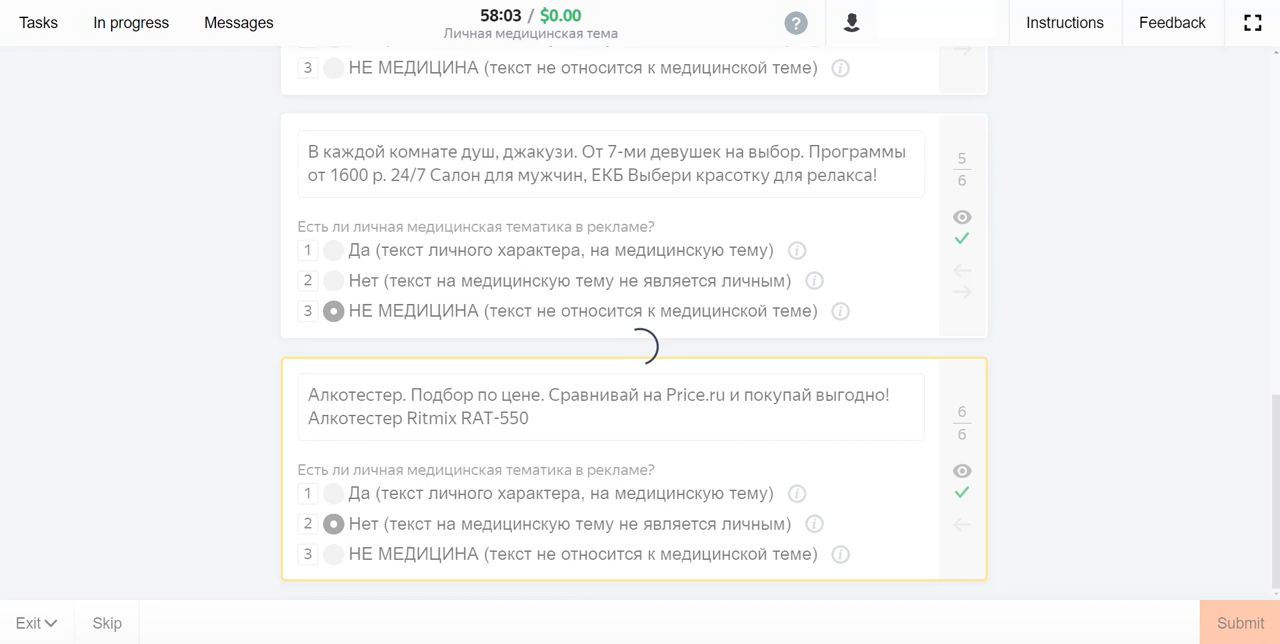 Tasks In progress Messages 58:03 / $0.00 ? Instructions Feedback
Личная медицинская тема
3 НЕ МЕДИЦИНА (текст не относится к медицинской теме)
В каждой комнате душ, джакузи. От 7-ми девушек на выбор. Программы
от 1600 р. 24/7 Салон для мужчин, ЕКБ Выбери красотку для релакса!
5
6
Есть ли личная медицинская тематика в рекламе?
1 Да (текст личного характера, на медицинскую тему)
2 Нет (текст на медицинскую тему не является личным)
3 НЕ МЕДИЦИНА (текст не относится к медицинской теме)
Алкотестер. Подбор по цене. Сравнивай на Price.ru и покупай выгодно!
Алкотестер Ritmix RAT-550
6
6
Есть ли личная медицинская тематика в рекламе?
1 Да (текст личного характера, на медицинскую тему)
2 Нет (текст на медицинскую тему не является личным)
3 НЕ МЕДИЦИНА (текст не относится к медицинской теме)
Exit Skip Submit